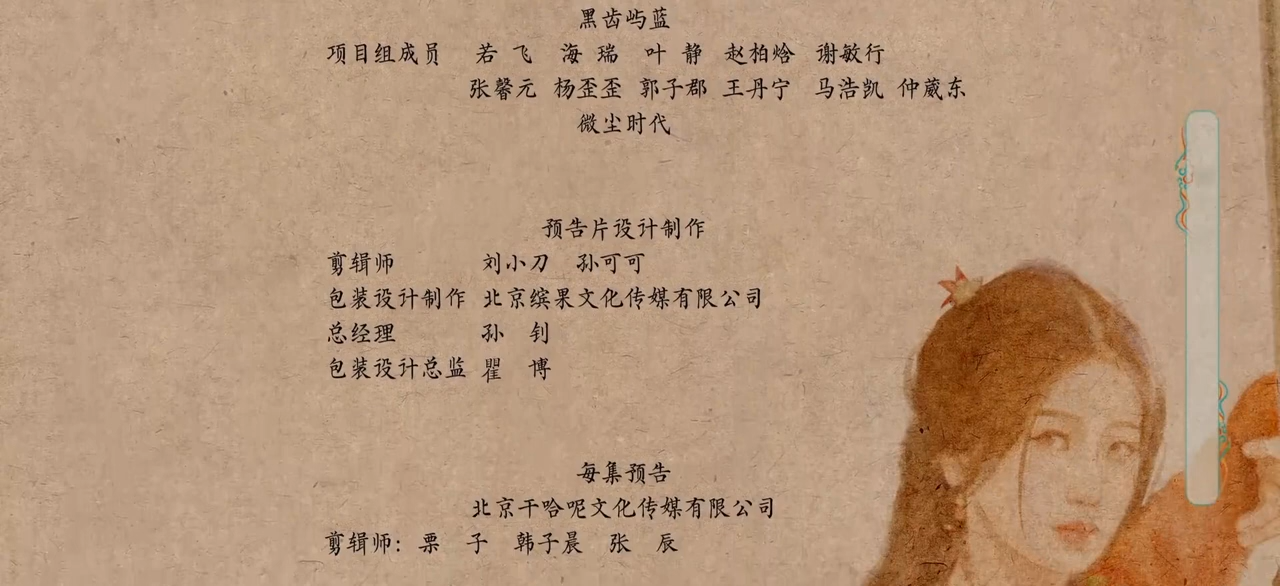 黑齿屿蓝
项目组成员 若 飞 海 瑞 叶 静 赵柏焓 谢敏行
张馨元 杨歪歪 郭子郡 王丹宁 马浩凯 仲葳东
微尘时代
预告片设计制作
剪辑师 刘小刀 孙可可
包装设计制作 北京缤果文化传媒有限公司
总经理 孙 钊
包装设计总监 瞿 博
每集预告
北京干哈呢文化传媒有限公司
剪辑师：栗 子 韩子晨 张 辰